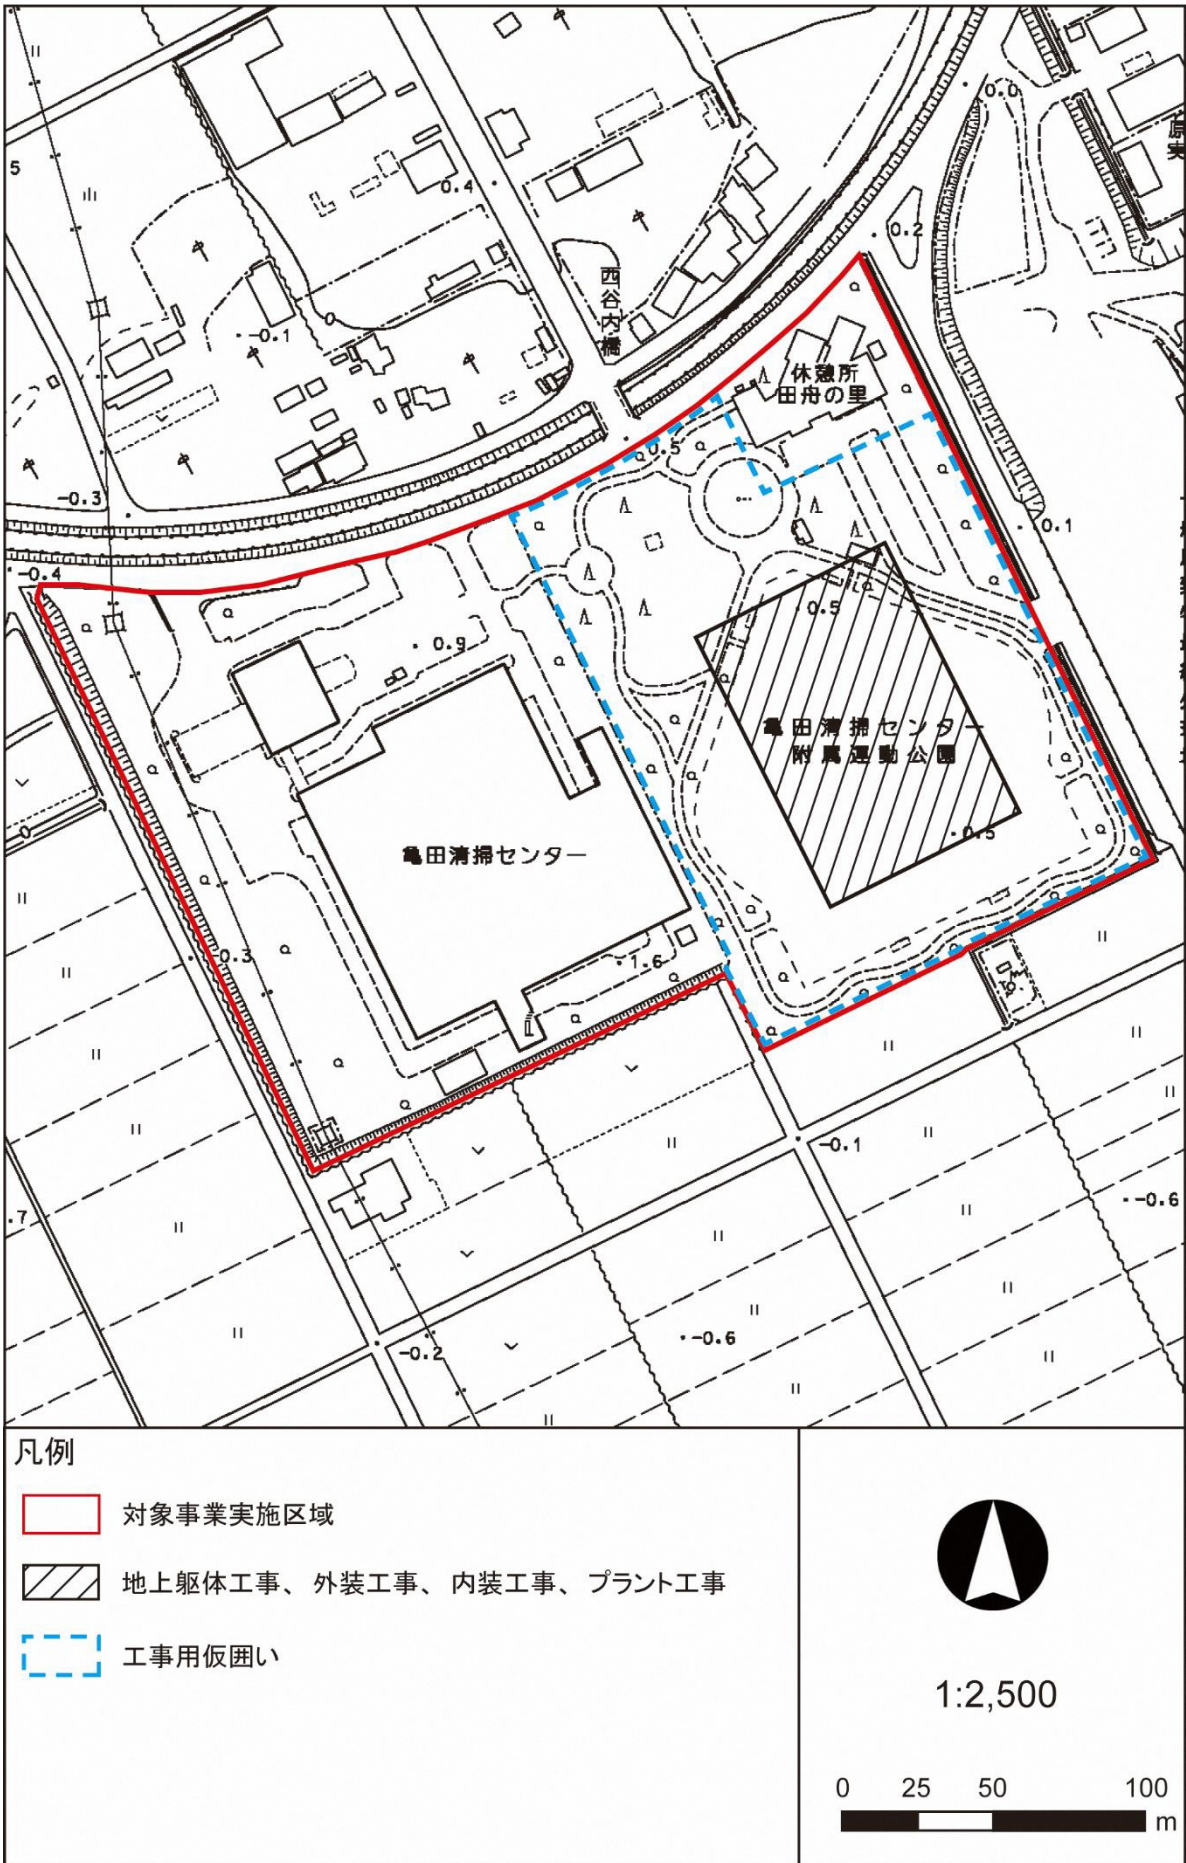 0.0
原実
5
0.4
0.2
西谷内橋
0
-0.1
休憩所
田舟の里
-0.3
0.5
0.1
-0.4
0.5
0.9
亀田清掃センター
附属運動公園
0
0.5
亀田清掃センター
-0.3
1.6
-0.1
-0.6
.7
-0.6
-0.2
凡例
対象事業実施区域
地上躯体工事、外装工事、内装工事、プラント工事
工事用仮囲い
1:2,500
0 25 50 100
m